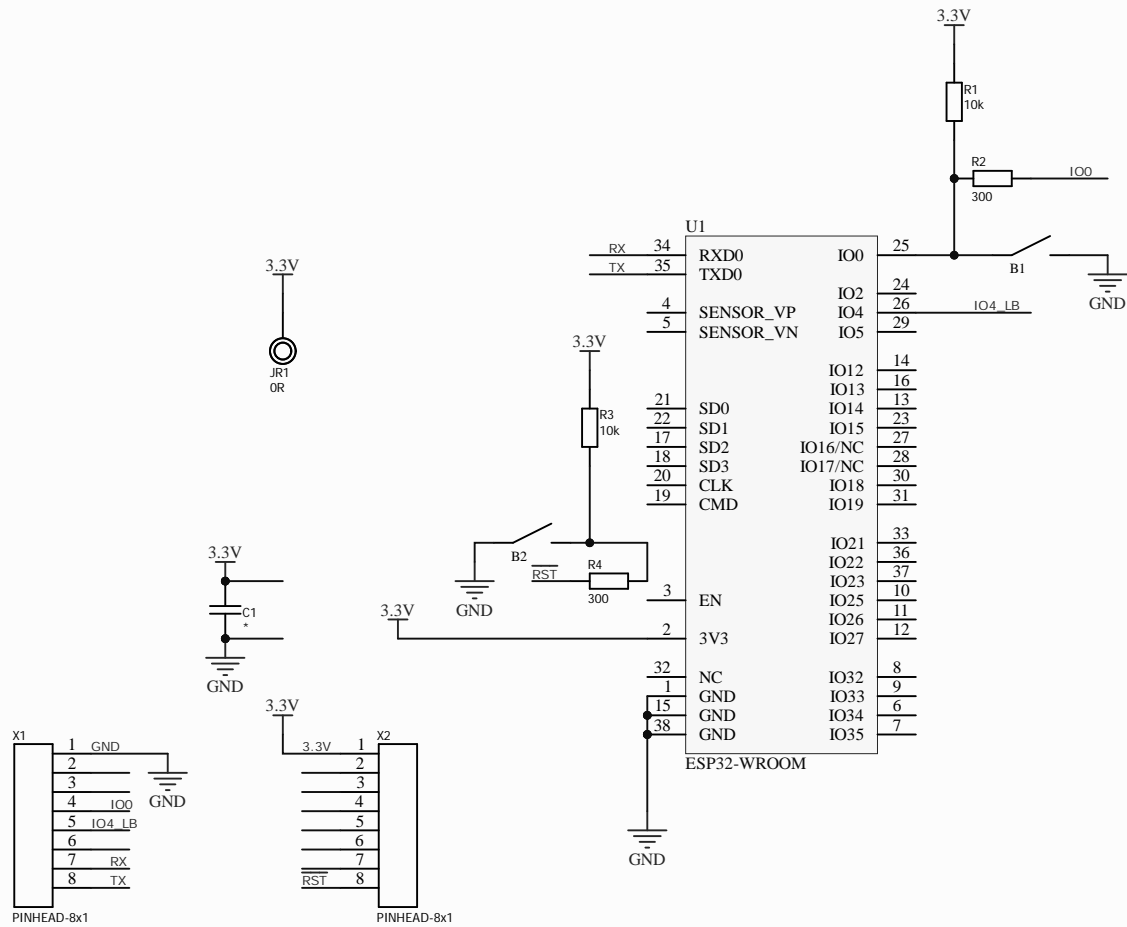 3.3V
R1
10k
R2
IO0
300
U1
RX 34 RXD0 IO0 25
TX 35 TXD0
B1
GND
IO2 24
4 SENSOR_VP IO4 26 IO4_LB
5 SENSOR_VN IO5 29
3.3V
JR1
0R
3.3V
R3
10k
IO12 14
IO13 16
21 SD0 IO14 13
22 SD1 IO15 23
17 SD2 IO16/NC 27
18 SD3 IO17/NC 28
20 CLK IO18 30
19 CMD IO19 31
B2
GND
RST
R4
300
IO21 33
IO22 36
IO23 37
3 EN IO25 10
IO26 11
3.3V
2 3V3 IO27 12
3.3V
C1
*
GND
32 NC IO32 8
1 GND IO33 9
15 GND IO34 6
38 GND IO35 7
ESP32-WROOM
GND
X1
1 GND
2
3
4 IO0
5 IO4_LB
6
7 RX
8 TX
GND
PINHEAD-8x1
3.3V
X2
3.3V 1
2
3
4
5
6
7
RST 8
PINHEAD-8x1